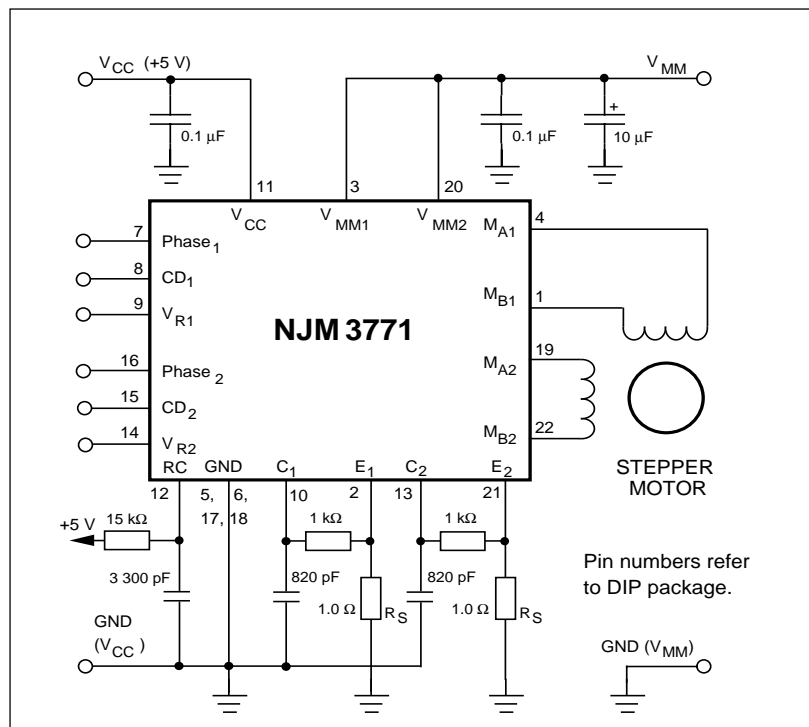 V CC (+5 V)
V MM
0.1 µF
0.1 µF
+
10 µF
11
3
20
V CC
V MM1
V MM2
4
M A1
7
Phase 1
8
CD 1
M B1
1
9
V R1
NJM 3771
16
Phase 2
19
M A2
15
CD 2
14
V R2
M B2
22
RC
GND
C 1
E 1
C 2
E 2
STEPPER
MOTOR
12
5,
6,
17,
18
10
2
13
21
+5 V
15 kΩ
1 kΩ
1 kΩ
3 300 pF
820 pF
820 pF
1.0 Ω
R S
1.0 Ω
R S
Pin numbers refer
to DIP package.
GND
(V CC )
GND (V MM )